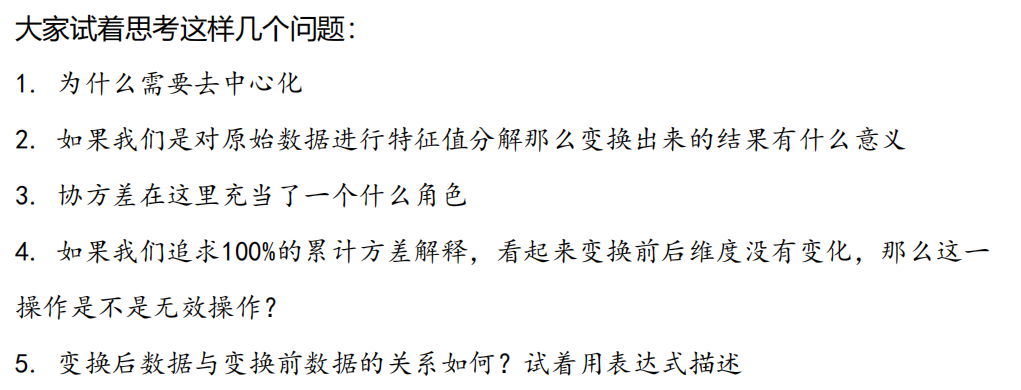 大家试着思考这样几个问题：
1. 为什么需要去中心化
2. 如果我们是对原始数据进行特征值分解那么变换出来的结果有什么意义
3. 协方差在这里充当了一个什么角色
4. 如果我们追求100%的累计方差解释，看起来变换前后维度没有变化，那么这一
操作是不是无效操作？
5. 变换后数据与变换前数据的关系如何？试着用表达式描述